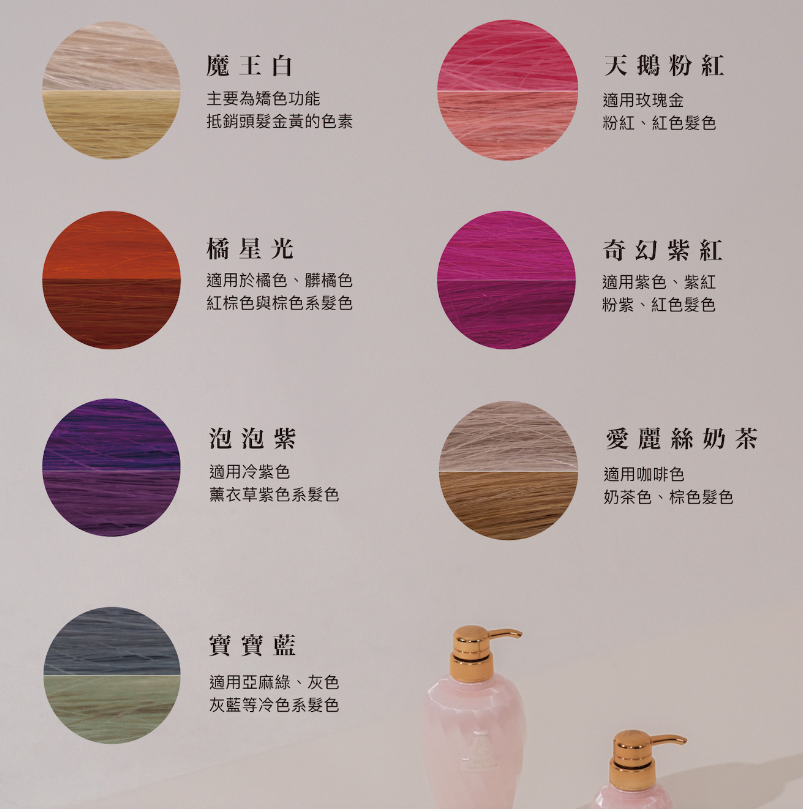 魔王白
主要為矯色功能
抵銷頭髮金黃的色素
天鵝粉紅
適用玫瑰金
粉紅、紅色髮色
橘星光
適用於橘色、髒橘色
紅棕色與棕色系髮色
奇幻紫紅
適用紫色、紫紅
粉紫、紅色髮色
泡泡紫
適用冷紫色
薰衣草紫色系髮色
愛麗絲奶茶
適用咖啡色
奶茶色、棕色髮色
寶寶藍
適用亞麻綠、灰色
灰藍等冷色系髮色